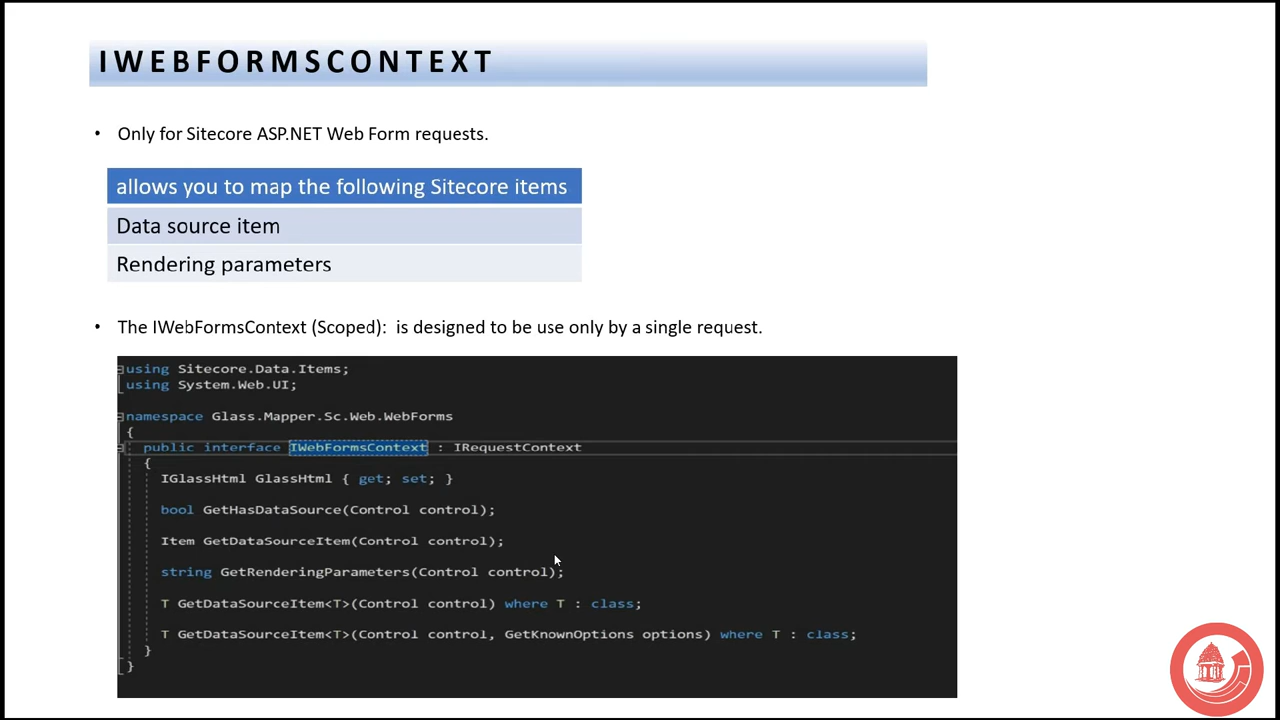 IWEBFORMSCONTEXT
• Only for Sitecore ASP.NET Web Form requests.
allows you to map the following Sitecore items
Data source item
Rendering parameters
• The IWebFormsContext (Scoped):  is designed to be use only by a single request.
using Sitecore.Data.Items;
using System.Web.UI;
namespace Glass.Mapper.Sc.Web.WebForms
{
public interface IWebFormsContext : IRequestContext
{
IGlassHtml GlassHtml { get; set; }
bool GetHasDataSource(Control control);
Item GetDataSourceItem(Control control);
string GetRenderingParameters(Control control);
T GetDataSourceItem<T>(Control control) where T : class;
T GetDataSourceItem<T>(Control control, GetKnownOptions options) where T : class;
}
}